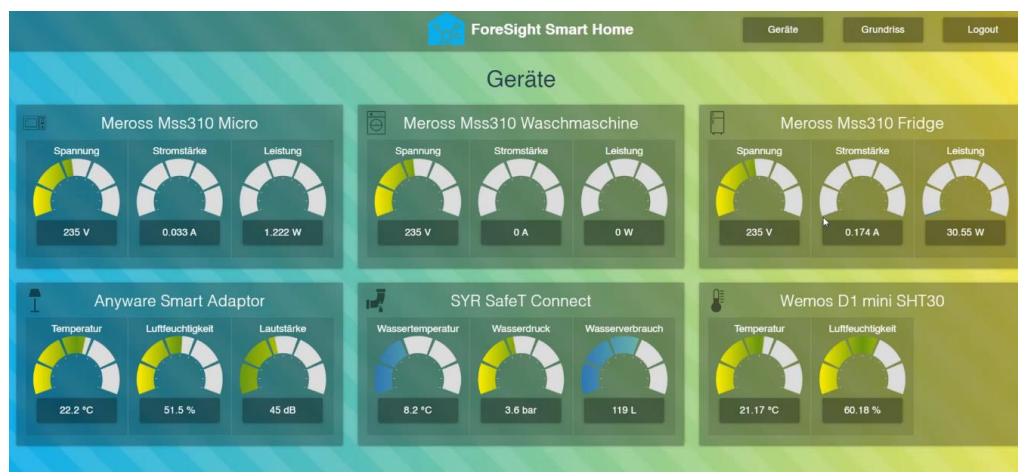 ForeSight Smart Home
Geräte
Grundriss
Logout
Geräte
Meross Mss310 Micro
Spannung
Stromstärke
Leistung
235 V
0.033 A
1.222 W
Meross Mss310 Waschmaschine
Spannung
Stromstärke
Leistung
235 V
0 A
0 W
Meross Mss310 Fridge
Spannung
Stromstärke
Leistung
235 V
0.174 A
30.55 W
Anyware Smart Adaptor
Temperatur
Luftfeuchtigkeit
Lautstärke
22.2 °C
51.5 %
45 dB
SYR SafeT Connect
Wassertemperatur
Wasserdruck
Wasserverbrauch
8.2 °C
3.6 bar
119 L
Wemos D1 mini SHT30
Temperatur
Luftfeuchtigkeit
21.17 °C
60.18 %